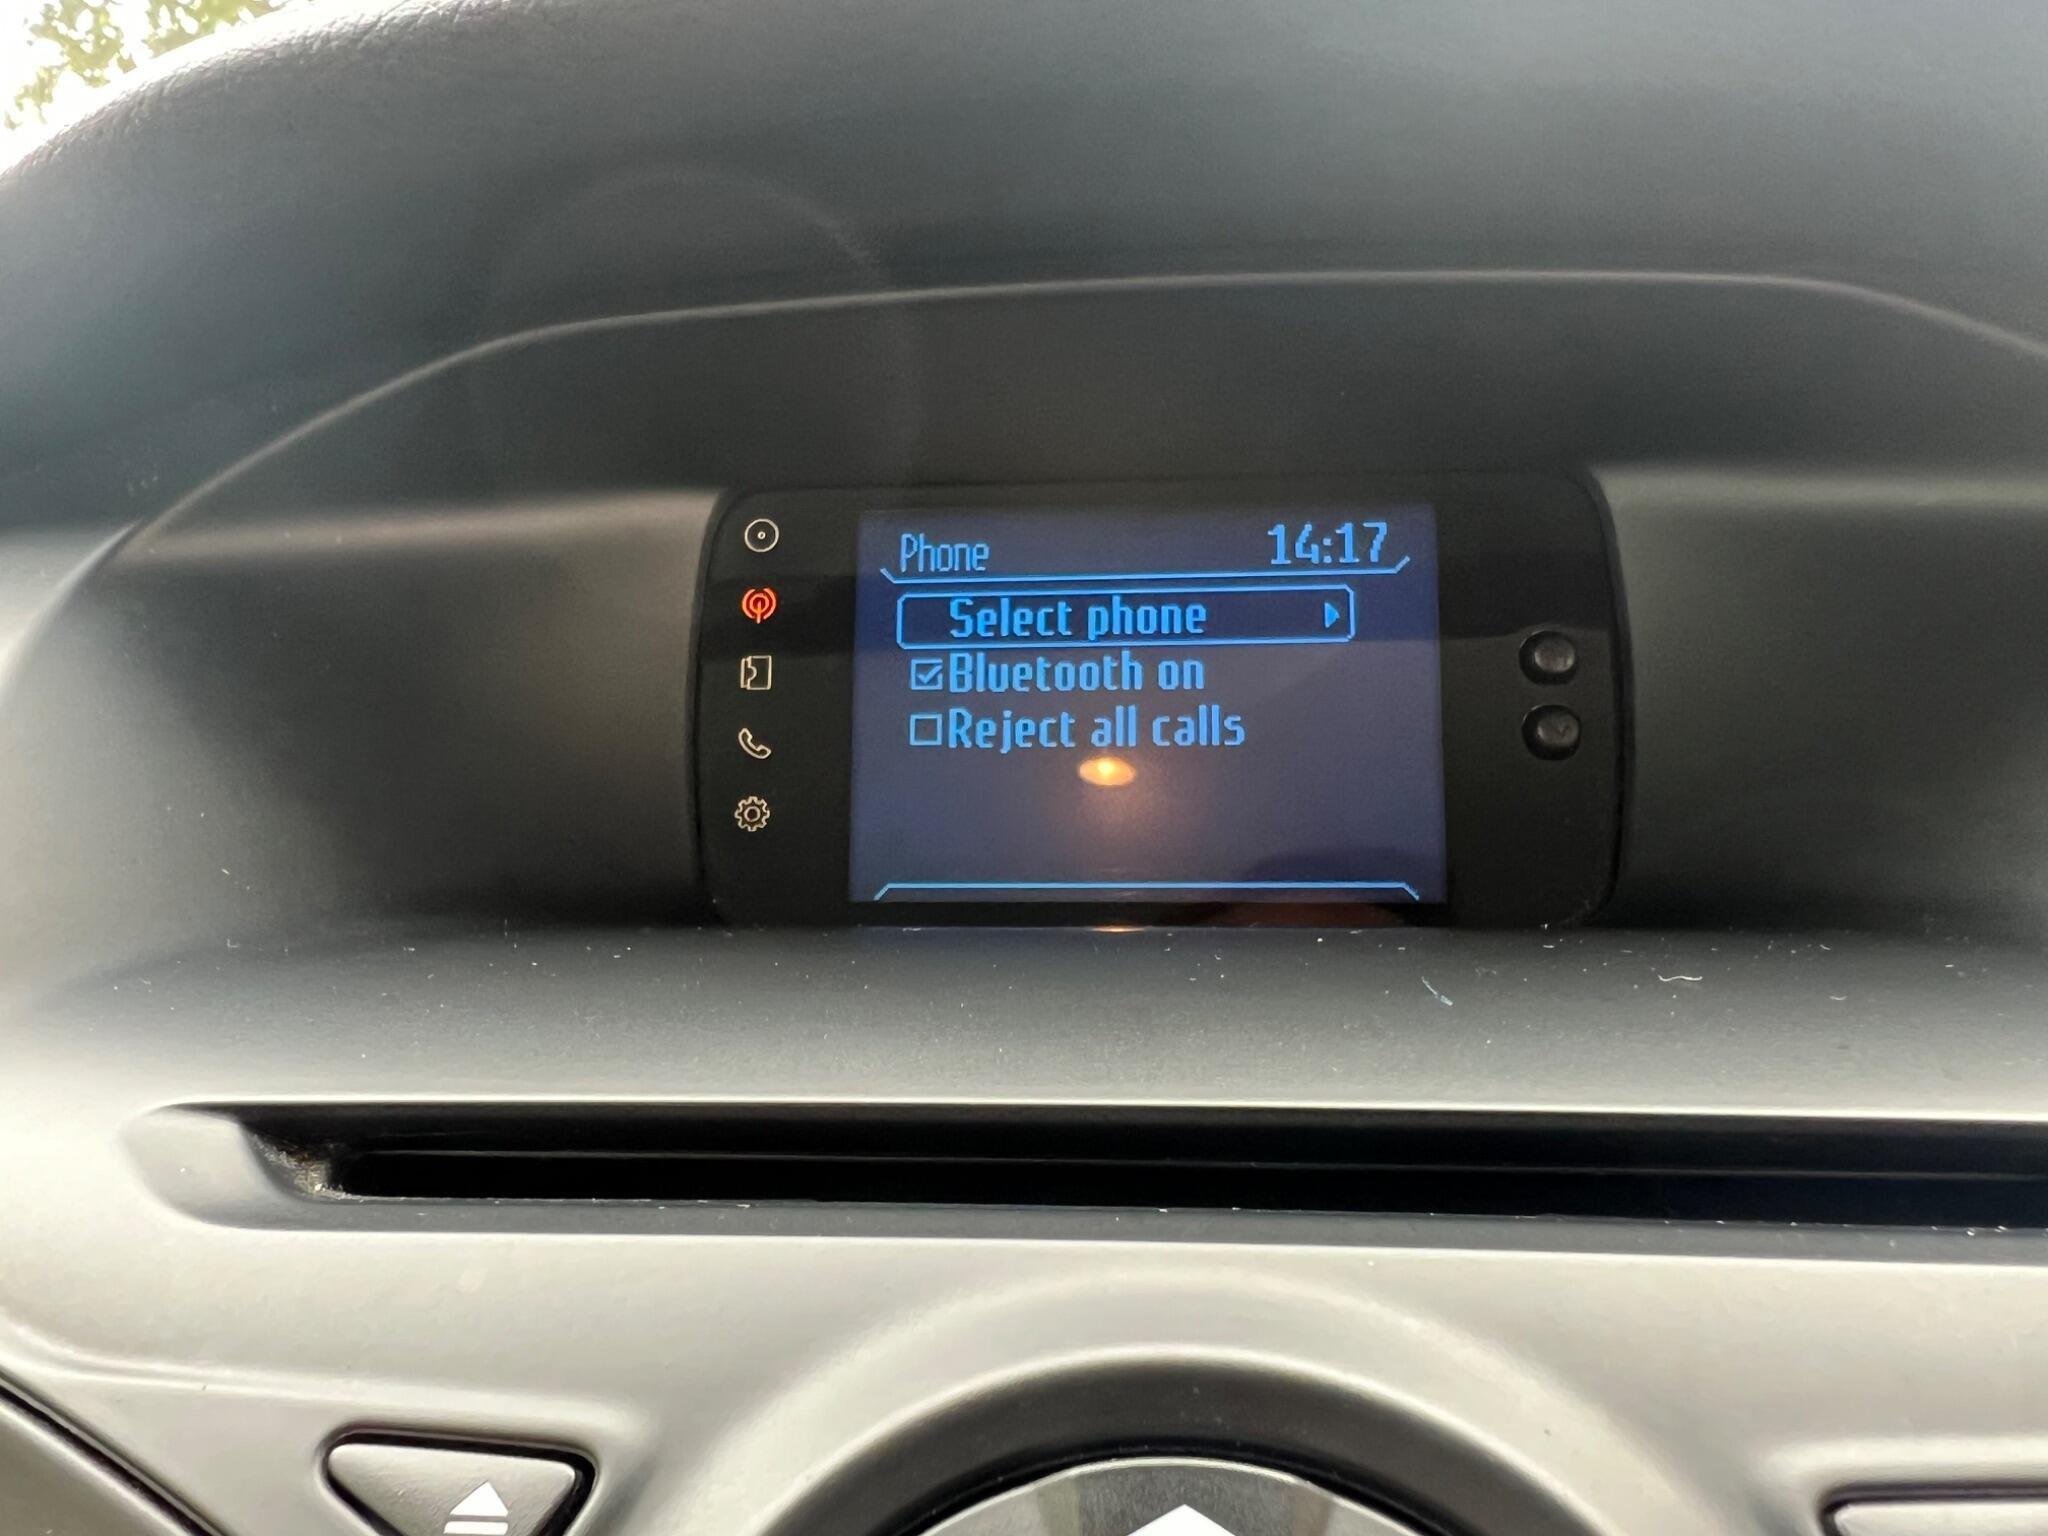 Phone 14:17
Select phone
Bluetooth on
Reject all calls